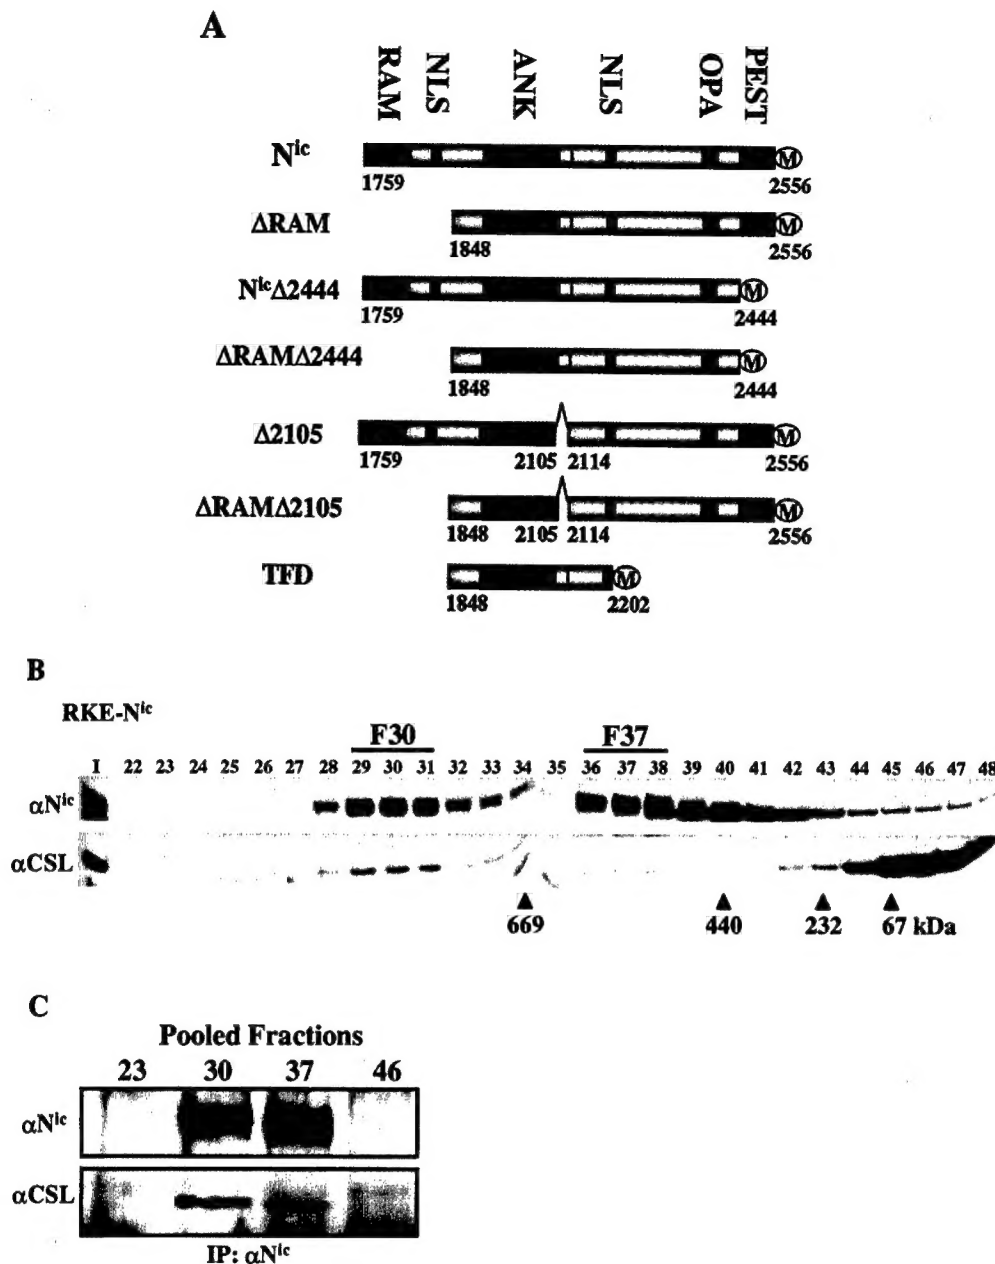 A
RAM NLS ANK NLS OPA PEST
N^ic M
1759 2556
ΔRAM M
1848 2556
N^icΔ2444 M
1759 2444
ΔRAMΔ2444 M
1848 2444
Δ2105 M
1759 2105 2114 2556
ΔRAMΔ2105 M
1848 2105 2114 2556
TFD M
1848 2202
B
RKE-N^ic
F30 F37
I 22 23 24 25 26 27 28 29 30 31 32 33 34 35 36 37 38 39 40 41 42 43 44 45 46 47 48
αN^ic
αCSL
669 440 232 67 kDa
C
Pooled Fractions
23 30 37 46
αN^ic
αCSL
IP: αN^ic